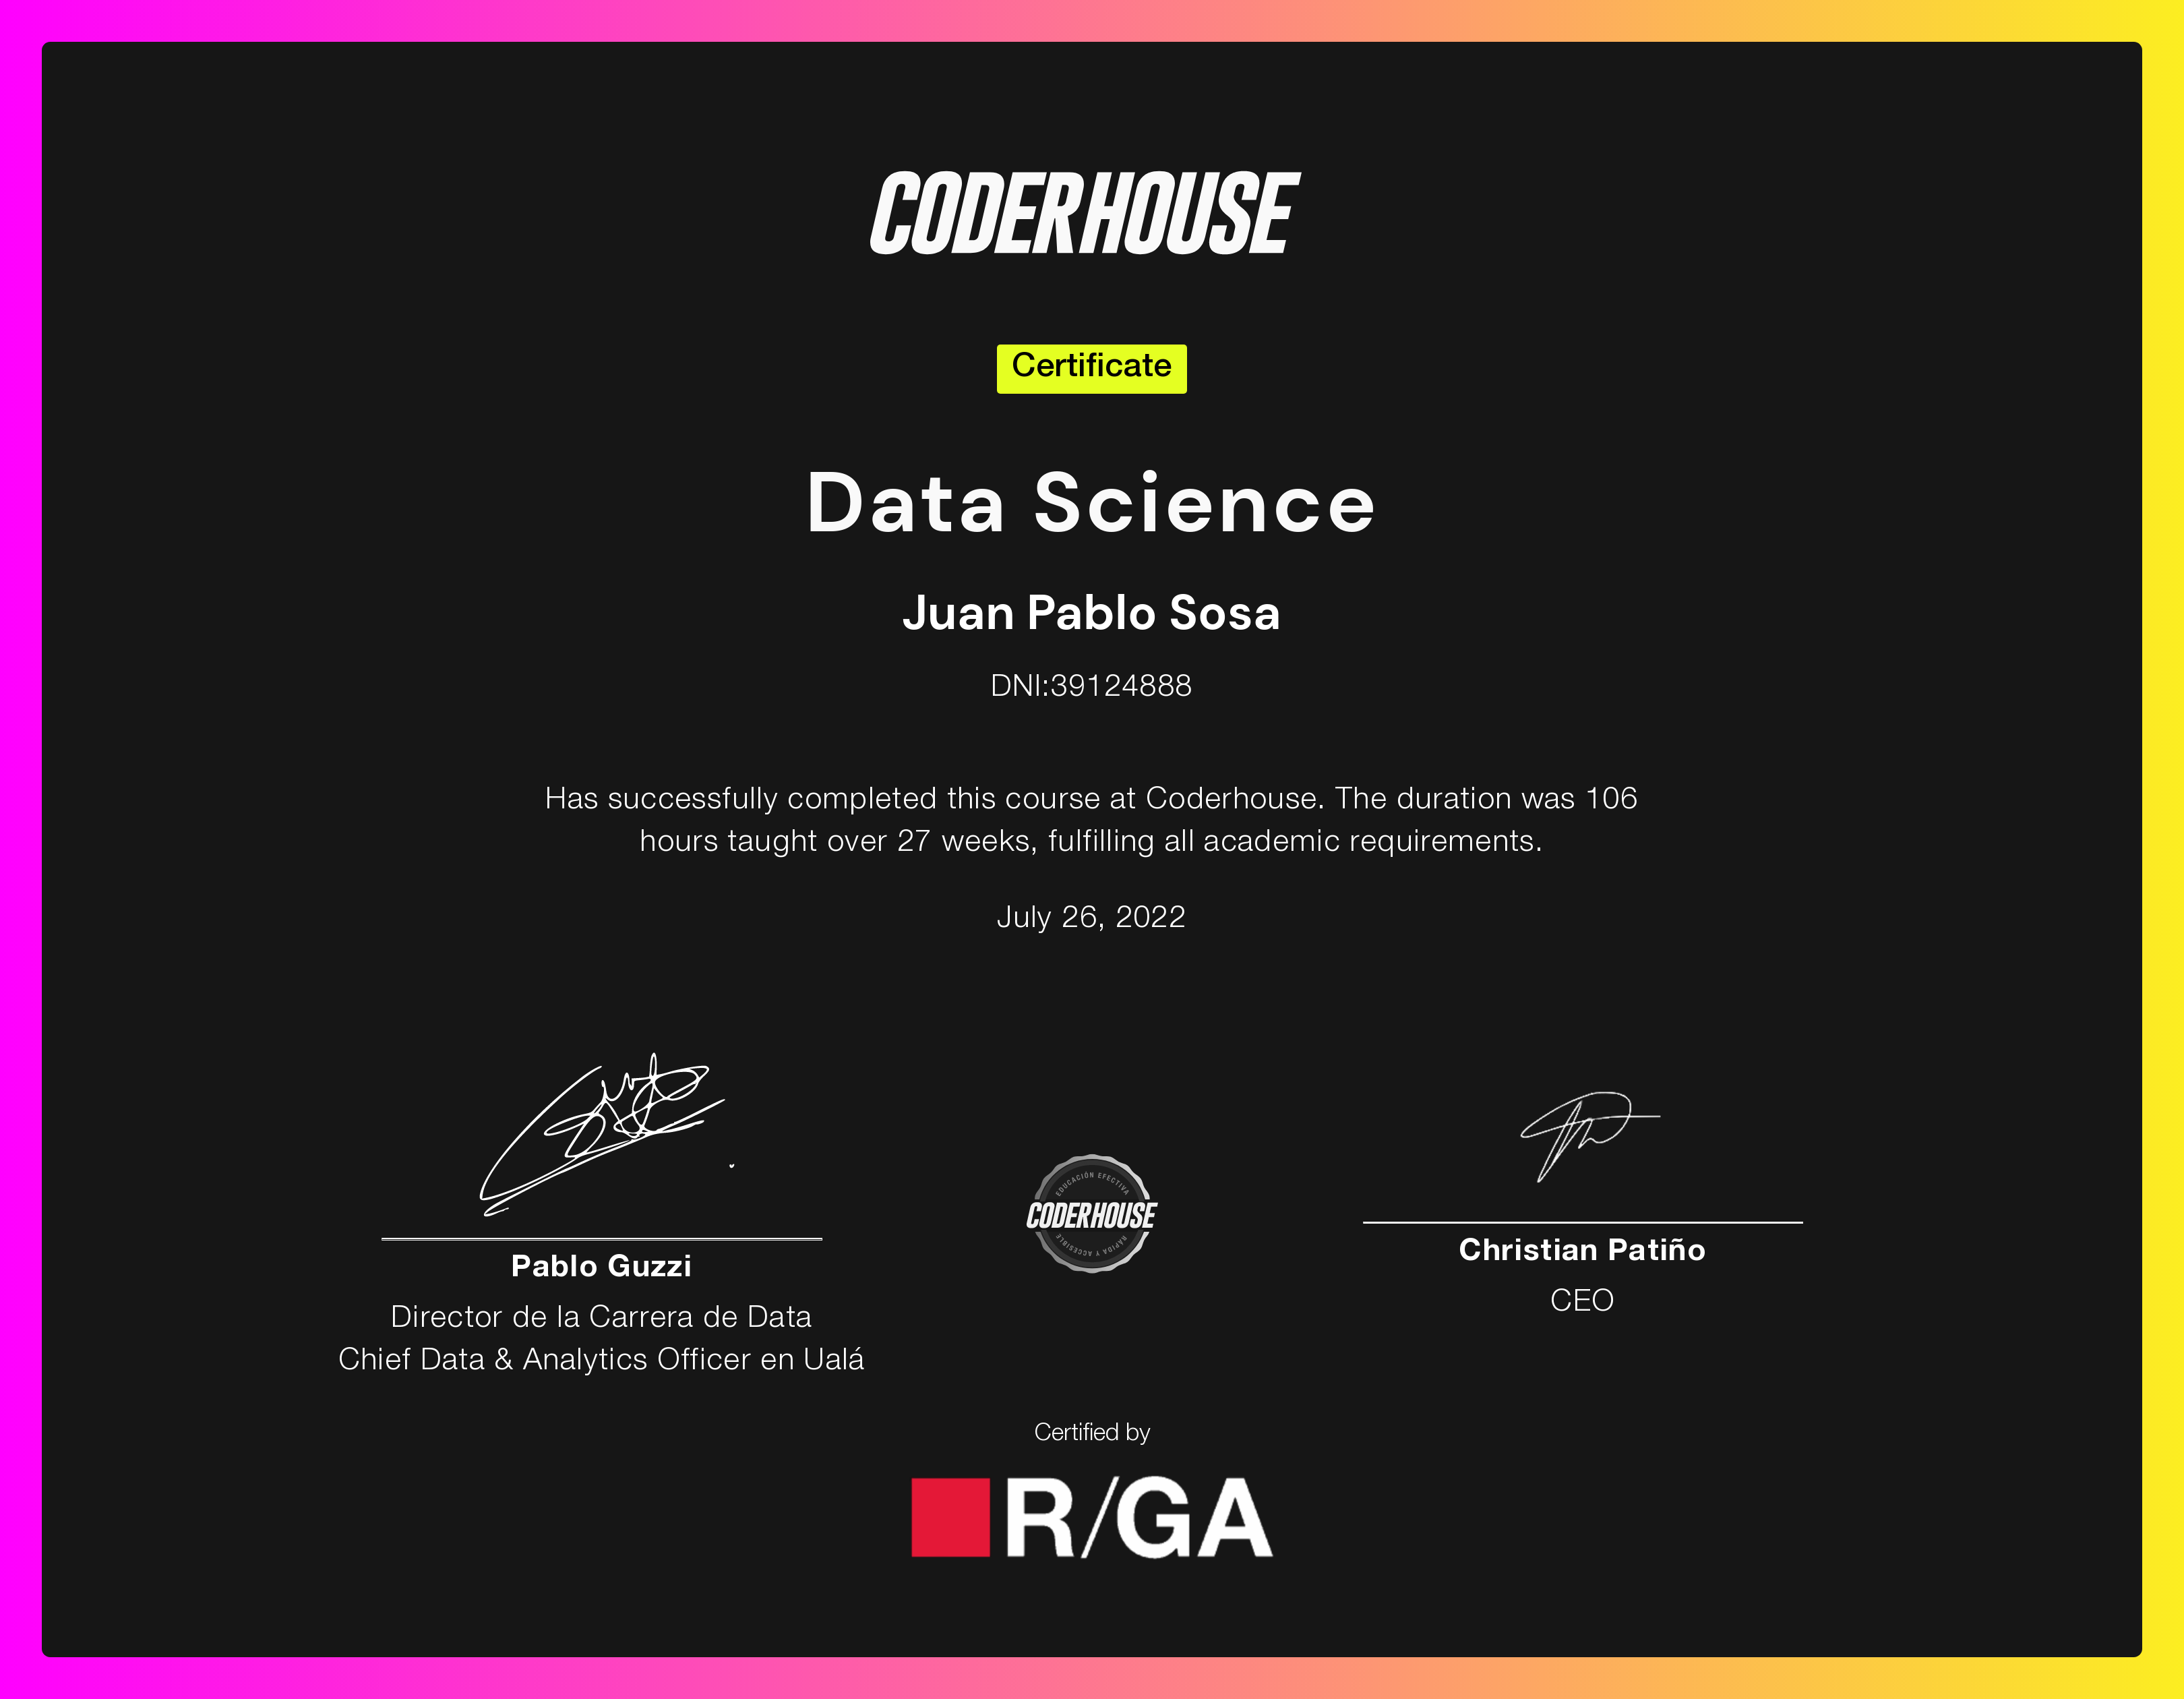 CODERHOUSE
Certificate
Data Science
Juan Pablo Sosa
DNI:39124888
Has successfully completed this course at Coderhouse. The duration was 106
hours taught over 27 weeks, fulfilling all academic requirements.
July 26, 2022
Pablo Guzzi
Director de la Carrera de Data
Chief Data & Analytics Officer en Ualá
EDUCACIÓN EFECTIVA
CODERHOUSE
RÁPIDA Y ACCESIBLE
Christian Patiño
CEO
Certified by
R/GA